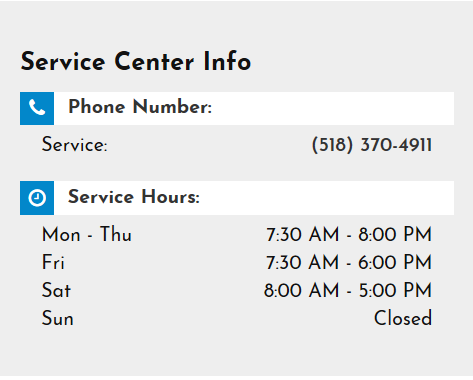 Service Center Info
Phone Number:
Service: (518) 370-4911
Service Hours:
Mon - Thu 7:30 AM - 8:00 PM
Fri 7:30 AM - 6:00 PM
Sat 8:00 AM - 5:00 PM
Sun Closed